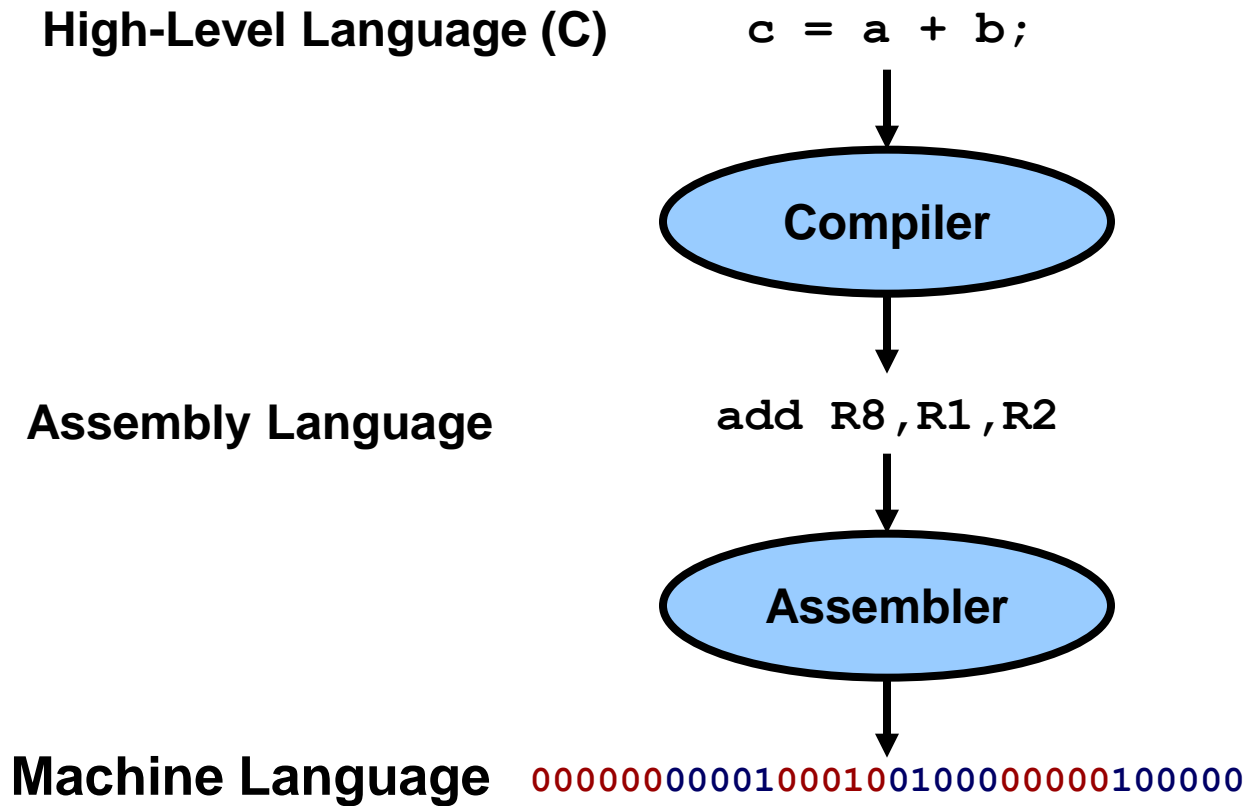 High-Level Language (C) c = a + b;
Compiler
Assembly Language add R8,R1,R2
Assembler
Machine Language 00000000001000100100000000100000